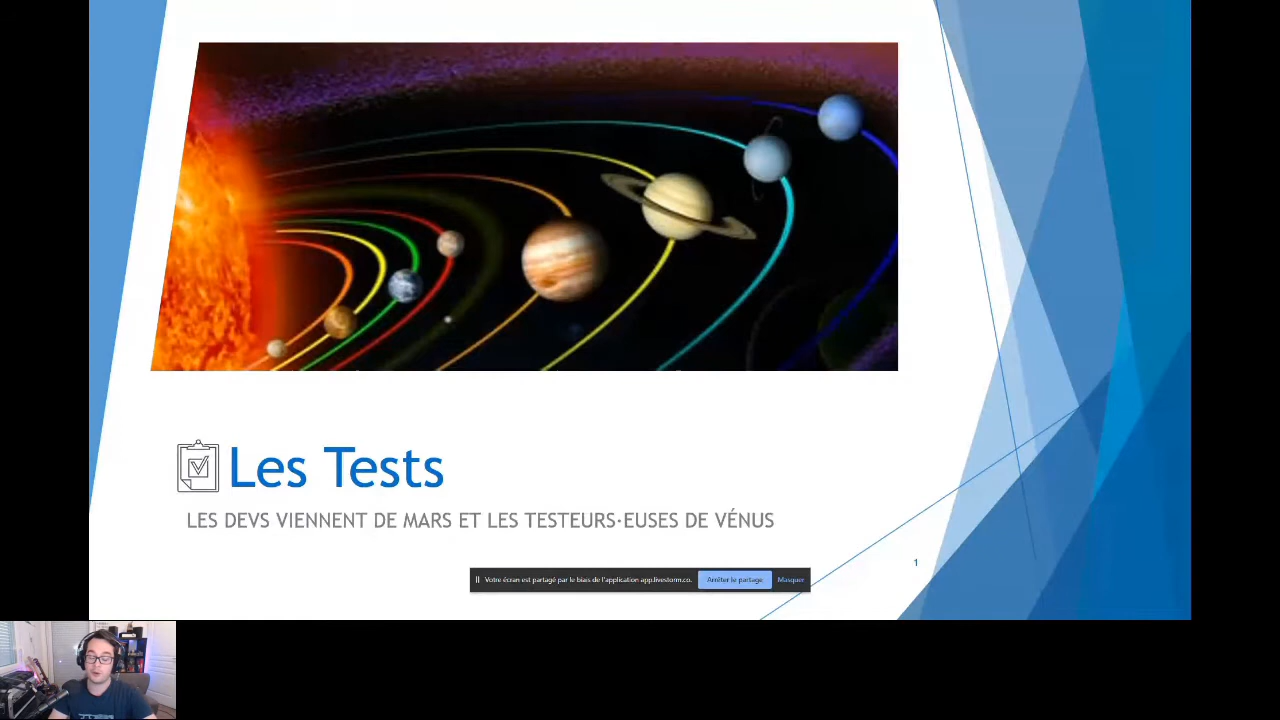 Les Tests
LES DEVS VIENNENT DE MARS ET LES TESTEURS·EUSES DE VÉNUS
1
Votre écran est partagé par le biais de l'application app.livestorm.co. Arrêter le partage Masquer